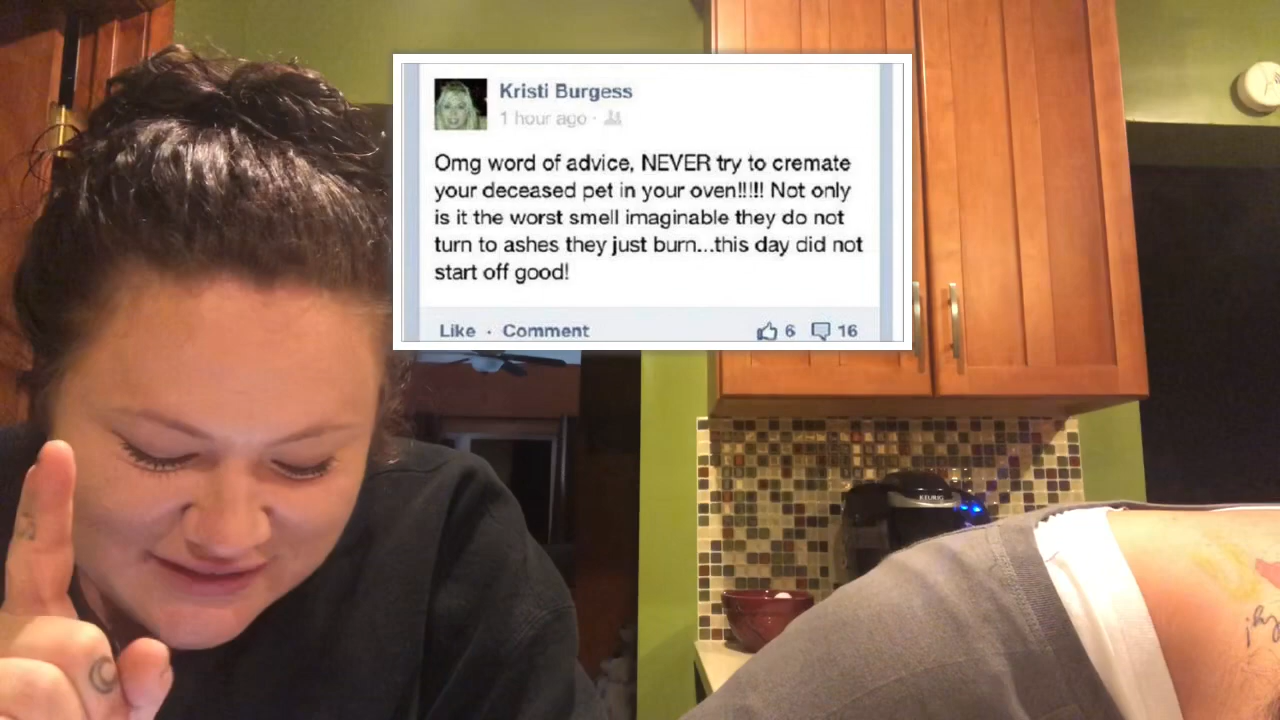 Kristi Burgess
1 hour ago ·
Omg word of advice, NEVER try to cremate
your deceased pet in your oven!!!!! Not only
is it the worst smell imaginable they do not
turn to ashes they just burn...this day did not
start off good!
Like · Comment 6 16
KEURIG